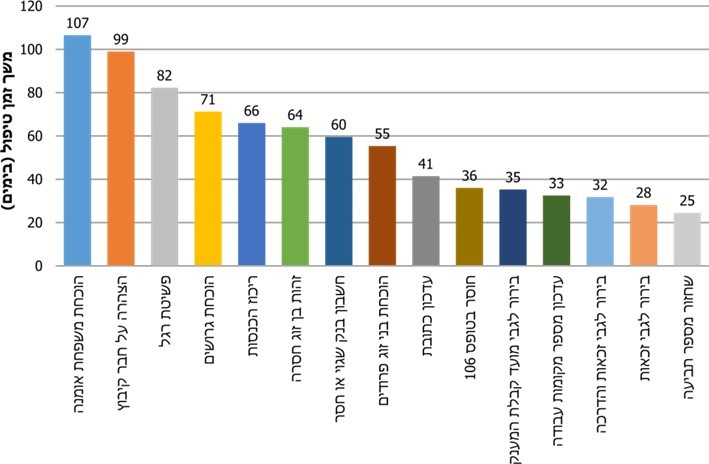 משך זמן טיפול (בימים)
120
100
80
60
40
20
0
107
99
82
71
66
64
60
55
41
36
35
33
32
28
25
הוכחת משפחת אומנה
הצהרה על חבר קיבוץ
פשיטת רגל
הוכחת גרושים
ריכוז הכנסות
זהות בן זוג חסרה
חשבון בנק שגוי או חסר
הוכחת בני זוג פרודים
עדכון כתובת
חוסר בטופס 106
בירור לגבי מועד קבלת המענק
עדכון מספר מקומות עבודה
בירור לגבי זכאות והדרכה
בירור לגבי זכאות
שחזור מספר תביעה